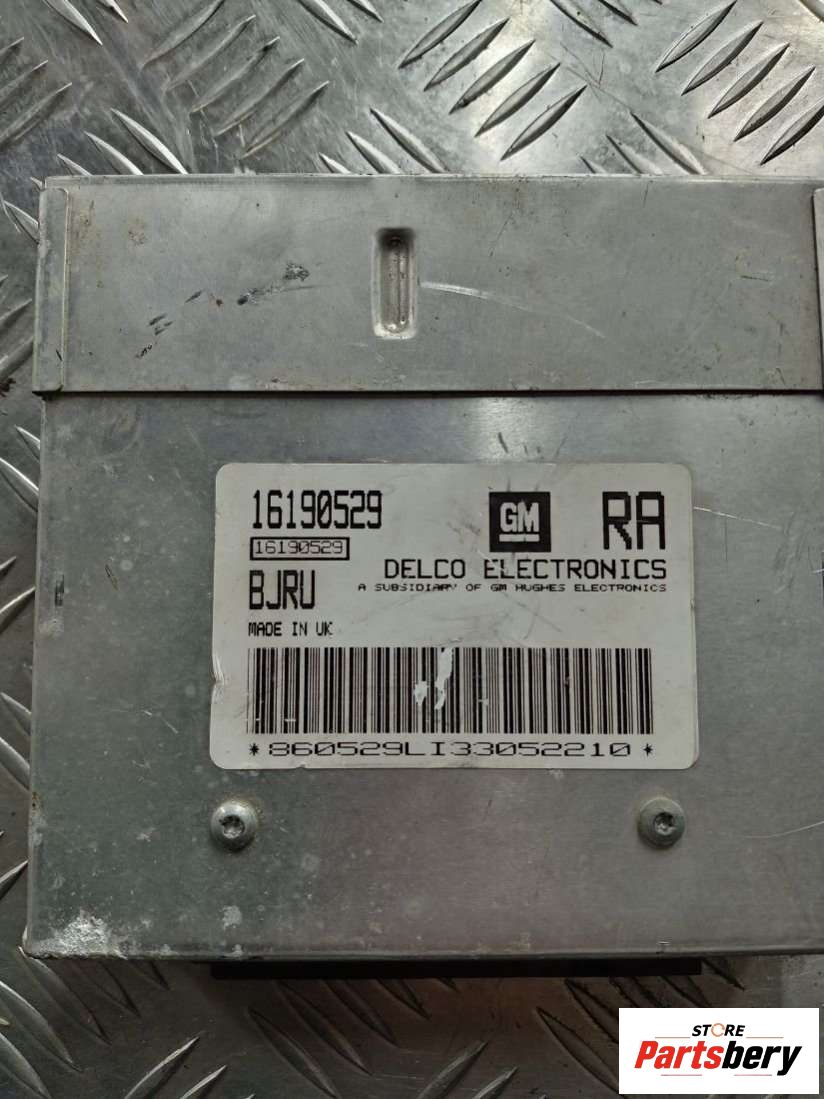 16190529
GM
RA
16190529
DELCO ELECTRONICS
BJRU
A SUBSIDIARY OF GM HUGHES ELECTRONICS
MADE IN UK
*860529LI33052210*
STORE
Partsbery